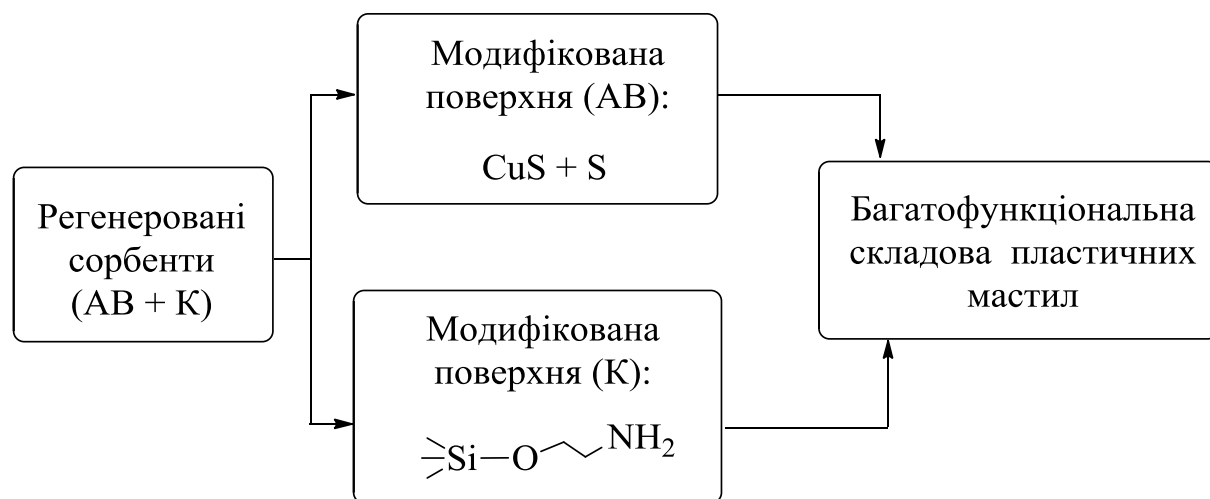 Регенеровані
сорбенти
(АВ + К)
Модифікована
поверхня (АВ):
CuS + S
Модифікована
поверхня (К):
Si—O NH₂
Багатофункціональна
складова пластичних
мастил